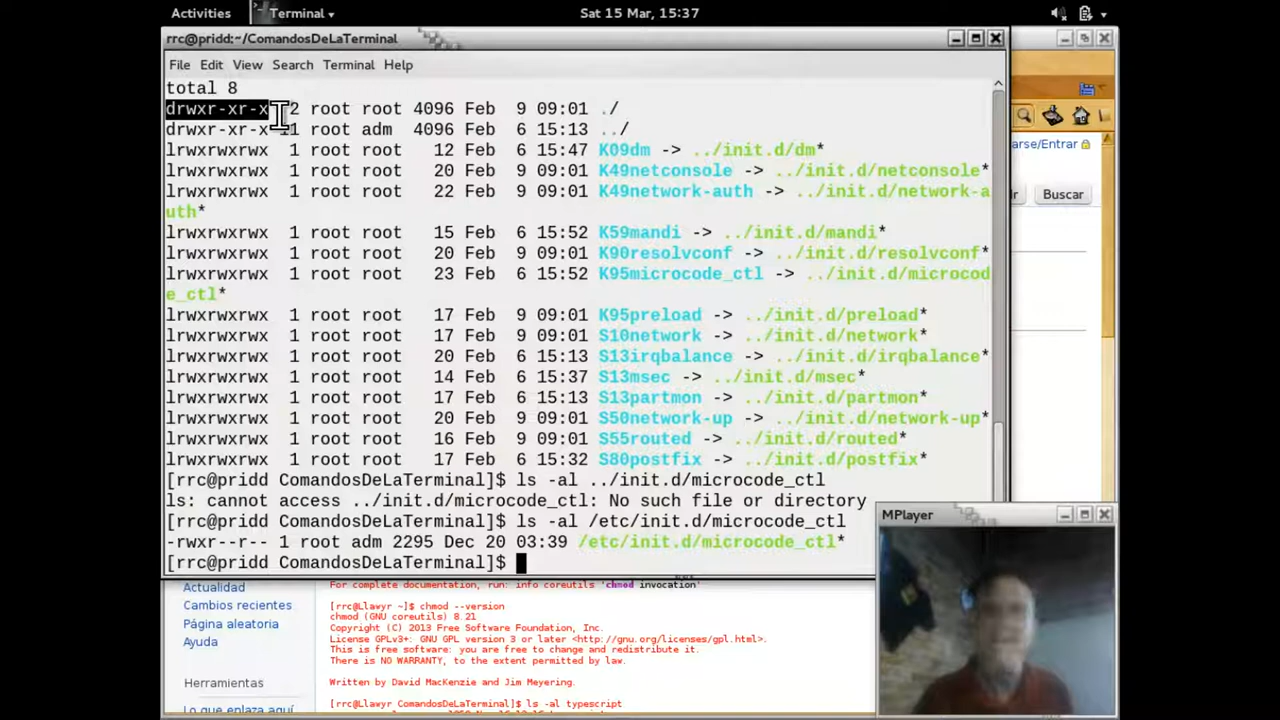 Activities Terminal Sat 15 Mar, 15:37
rrc@pridd:~/ComandosDeLaTerminal
File Edit View Search Terminal Help
total 8
drwxr-xr-x 2 root root 4096 Feb 9 09:01 ./
drwxr-xr-x 11 root adm 4096 Feb 6 15:13 ../
lrwxrwxrwx 1 root root 12 Feb 6 15:47 K09dm -> ../init.d/dm*
lrwxrwxrwx 1 root root 20 Feb 9 09:01 K49netconsole -> ../init.d/netconsole*
lrwxrwxrwx 1 root root 22 Feb 9 09:01 K49network-auth -> ../init.d/network-a
uth*
lrwxrwxrwx 1 root root 15 Feb 6 15:52 K59mandi -> ../init.d/mandi*
lrwxrwxrwx 1 root root 20 Feb 9 09:01 K90resolvconf -> ../init.d/resolvconf*
lrwxrwxrwx 1 root root 23 Feb 6 15:52 K95microcode_ctl -> ../init.d/microcod
e_ctl*
lrwxrwxrwx 1 root root 17 Feb 9 09:01 K95preload -> ../init.d/preload*
lrwxrwxrwx 1 root root 17 Feb 9 09:01 S10network -> ../init.d/network*
lrwxrwxrwx 1 root root 20 Feb 6 15:13 S13irqbalance -> ../init.d/irqbalance*
lrwxrwxrwx 1 root root 14 Feb 6 15:37 S13msec -> ../init.d/msec*
lrwxrwxrwx 1 root root 17 Feb 6 15:13 S13partmon -> ../init.d/partmon*
lrwxrwxrwx 1 root root 20 Feb 9 09:01 S50network-up -> ../init.d/network-up*
lrwxrwxrwx 1 root root 16 Feb 9 09:01 S55routed -> ../init.d/routed*
lrwxrwxrwx 1 root root 17 Feb 6 15:32 S80postfix -> ../init.d/postfix*
[rrc@pridd ComandosDeLaTerminal]$ ls -al ../init.d/microcode_ctl
ls: cannot access ../init.d/microcode_ctl: No such file or directory
[rrc@pridd ComandosDeLaTerminal]$ ls -al /etc/init.d/microcode_ctl
-rwxr--r-- 1 root adm 2295 Dec 20 03:39 /etc/init.d/microcode_ctl*
[rrc@pridd ComandosDeLaTerminal]$
arse/Entrar
Ir Buscar
MPlayer
Actualidad
Cambios recientes
Página aleatoria
Ayuda
Herramientas
Lo que enlaza aquí
For complete documentation, run: info coreutils 'chmod invocation'
[rrc@Llawyr ~]$ chmod --version
chmod (GNU coreutils) 8.21
Copyright (C) 2013 Free Software Foundation, Inc.
License GPLv3+: GNU GPL version 3 or later <http://gnu.org/licenses/gpl.html>.
This is free software: you are free to change and redistribute it.
There is NO WARRANTY, to the extent permitted by law.
Written by David MacKenzie and Jim Meyering.
[rrc@Llawyr ComandosDeLaTerminal]$ ls -al typescript